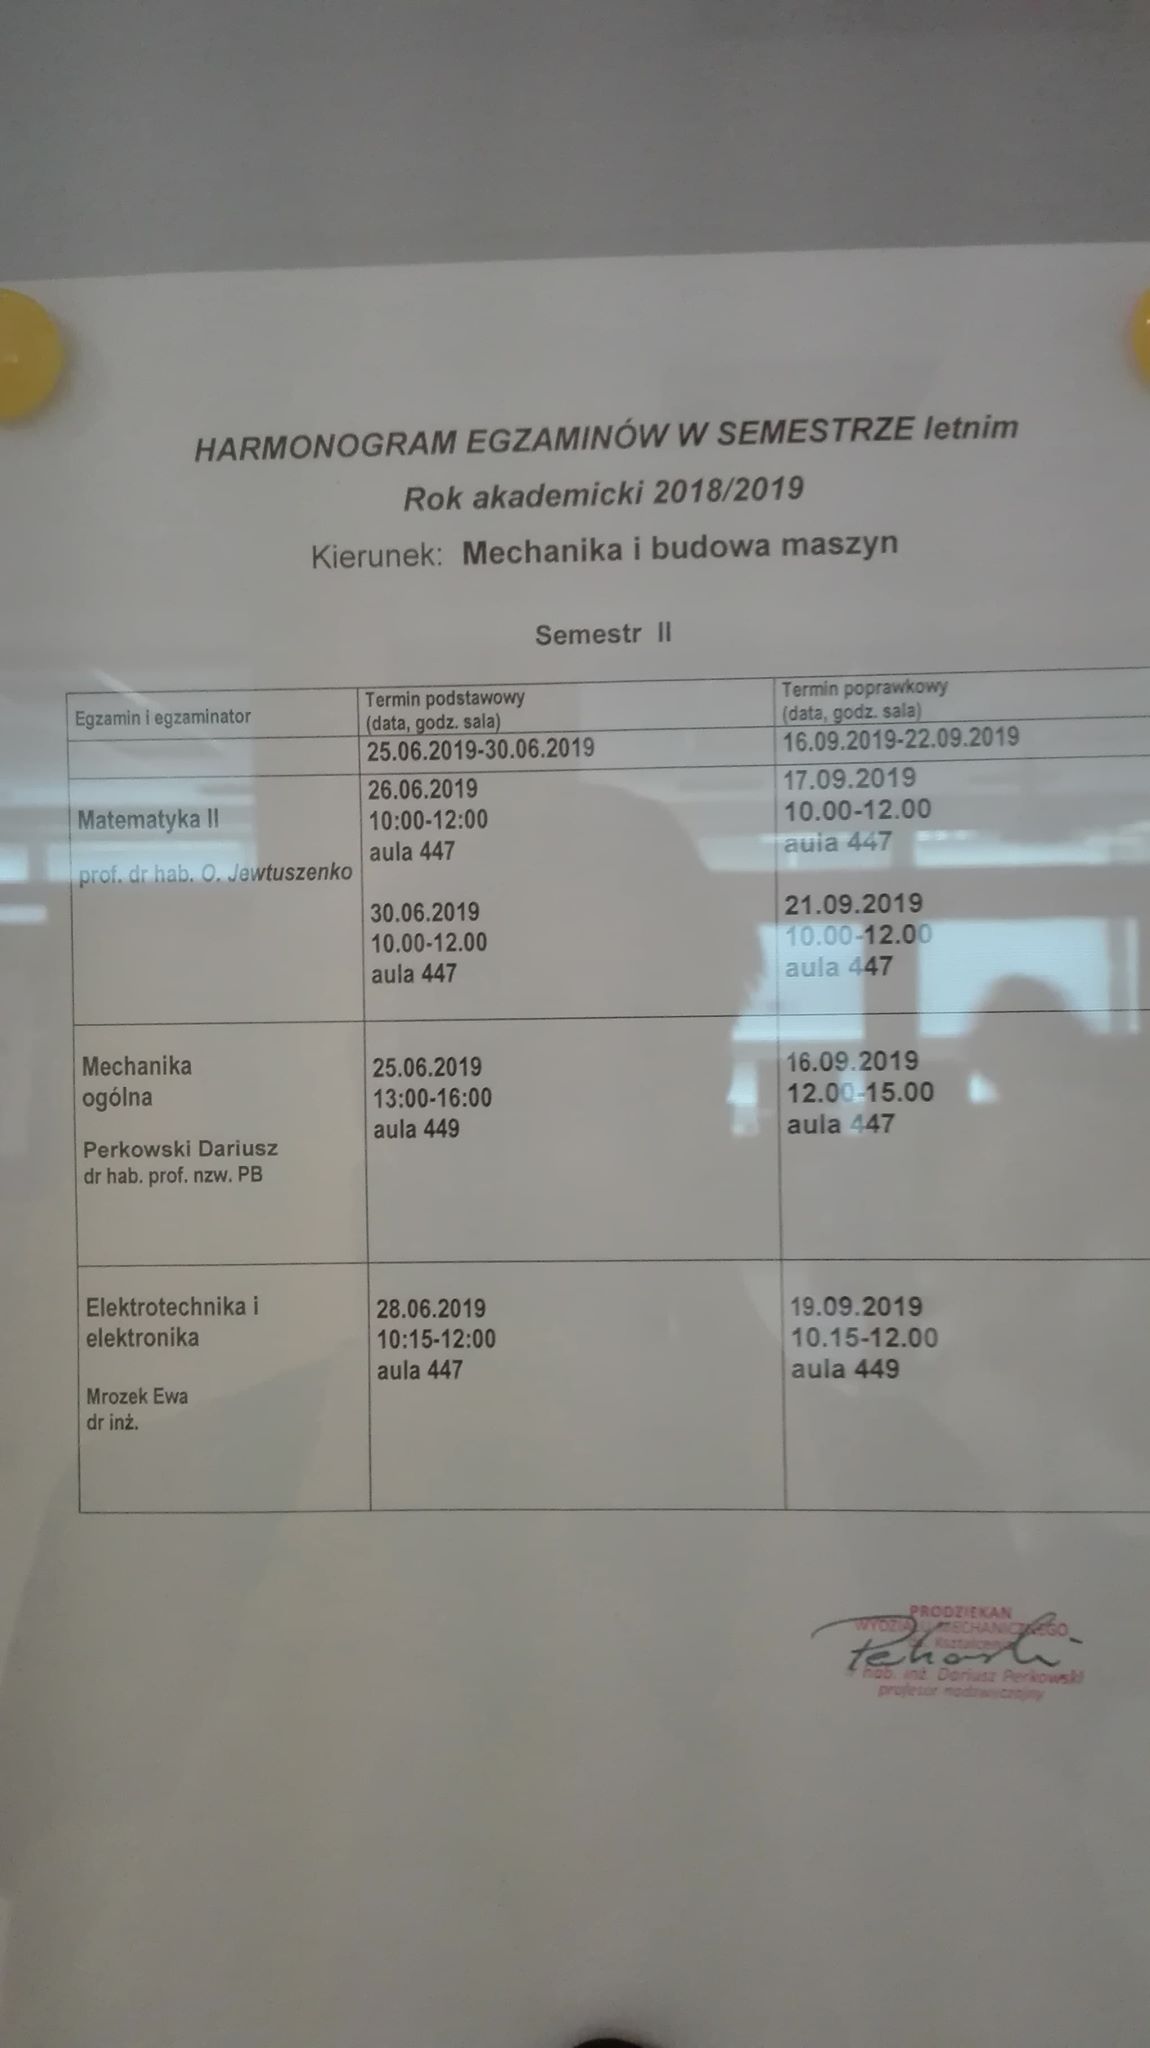 HARMONOGRAM EGZAMINÓW W SEMESTRZE letnim
Rok akademicki 2018/2019
Kierunek: Mechanika i budowa maszyn
Semestr II
Egzamin i egzaminator
Termin podstawowy
(data, godz. sala)
Termin poprawkowy
(data, godz. sala)
25.06.2019-30.06.2019
16.09.2019-22.09.2019
Matematyka II
prof. dr hab. O. Jewtuszenko
26.06.2019
10:00-12:00
aula 447
30.06.2019
10.00-12.00
aula 447
17.09.2019
10.00-12.00
aula 447
21.09.2019
10.00-12.00
aula 447
Mechanika
ogólna
Perkowski Dariusz
dr hab. prof. nzw. PB
25.06.2019
13:00-16:00
aula 449
16.09.2019
12.00-15.00
aula 447
Elektrotechnika i
elektronika
Mrozek Ewa
dr inż.
28.06.2019
10:15-12:00
aula 447
19.09.2019
10.15-12.00
aula 449
PRODZIEKAN
WYDZIAŁU MECHANICZNEGO
Kształcenia
hab. inż. Dariusz Perkowski
profesor nadzwyczajny